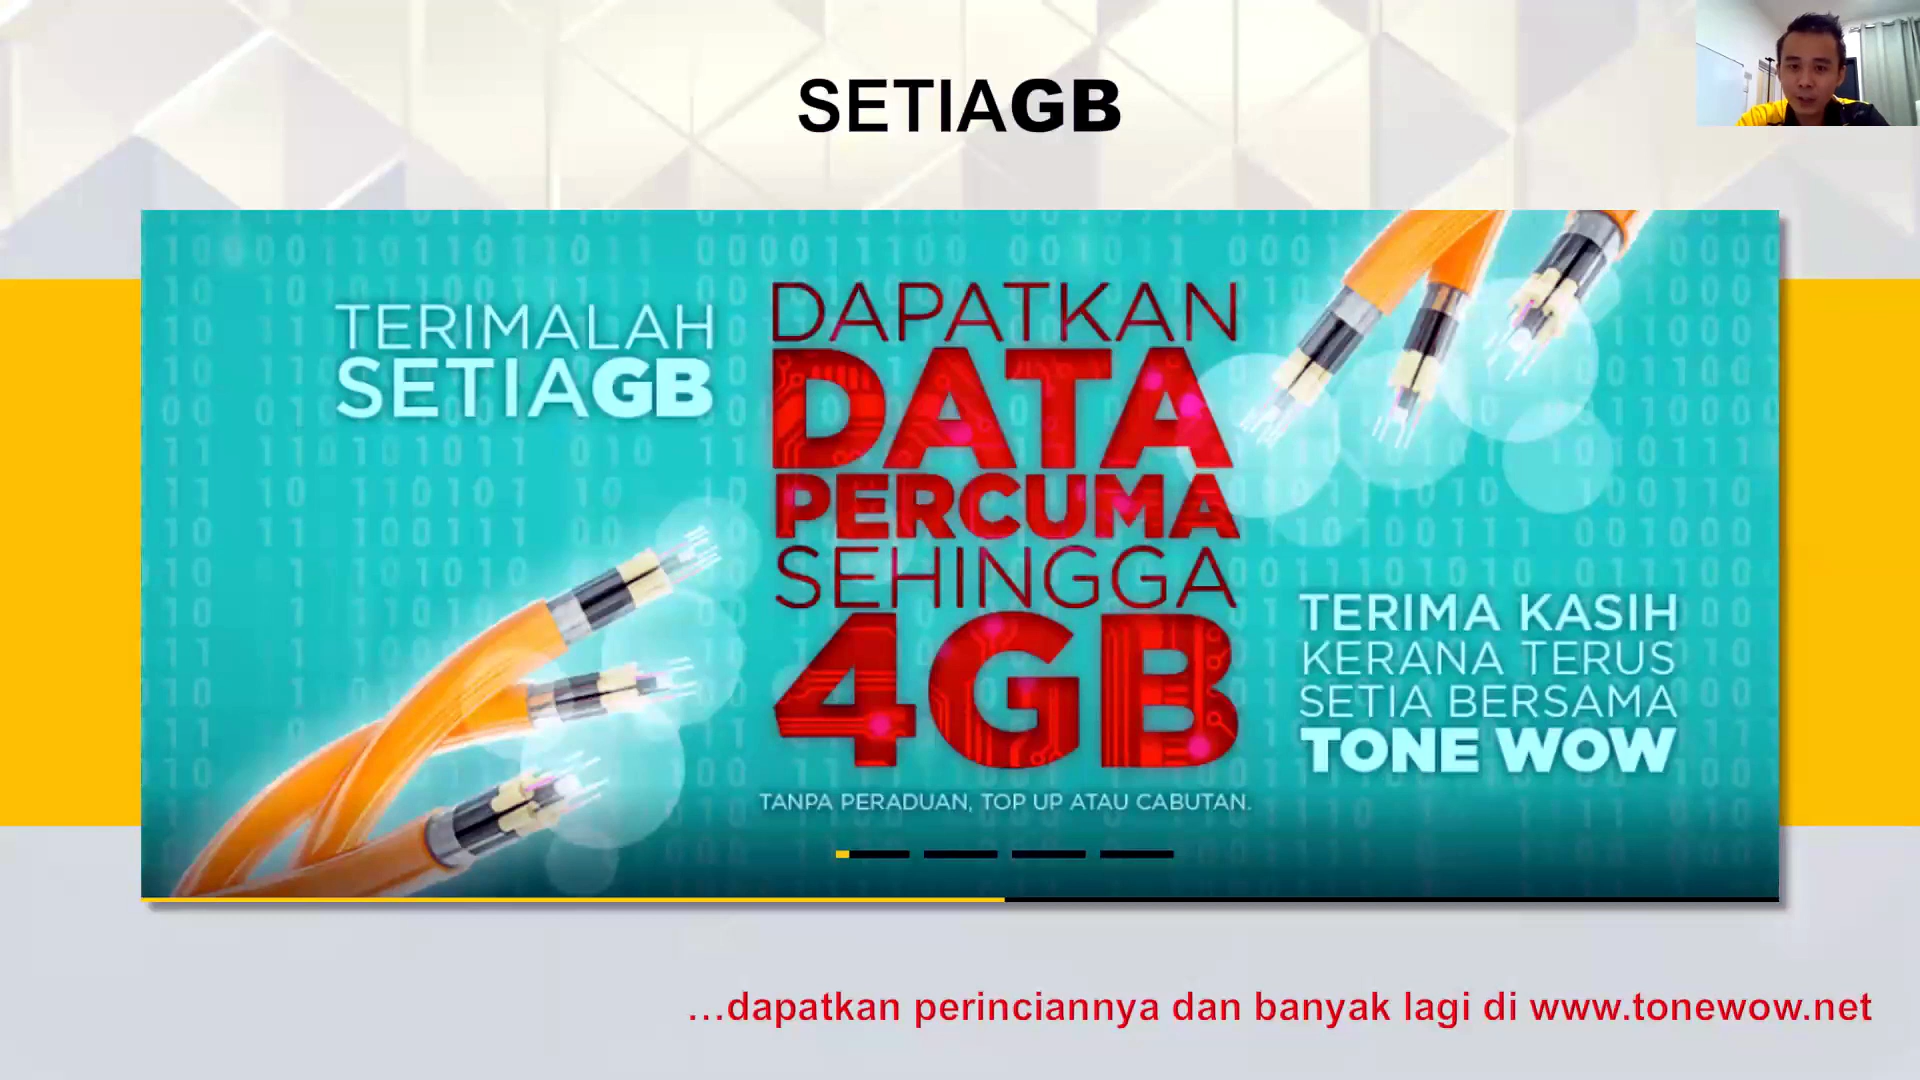 SETIAGB
TERIMALAH
SETIAGB
DAPATKAN
DATA
PERCUMA
SEHINGGA
4GB
TANPA PERADUAN, TOP UP ATAU CABUTAN.
TERIMA KASIH
KERANA TERUS
SETIA BERSAMA
TONE WOW
...dapatkan perinciannya dan banyak lagi di www.tonewow.net